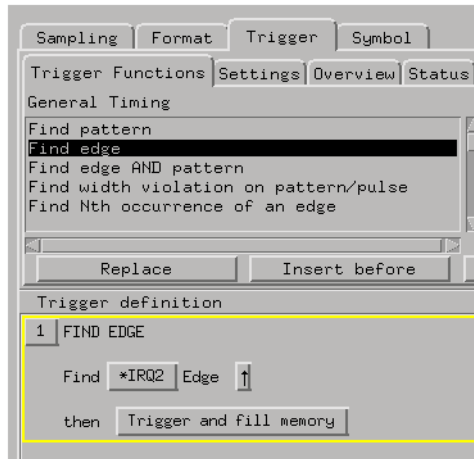 Sampling Format Trigger Symbol
Trigger Functions Settings Overview Status
General Timing
Find pattern
Find edge
Find edge AND pattern
Find width violation on pattern/pulse
Find Nth occurrence of an edge
Replace Insert before
Trigger definition
1 FIND EDGE
Find *IRQ2 Edge ↑
then Trigger and fill memory